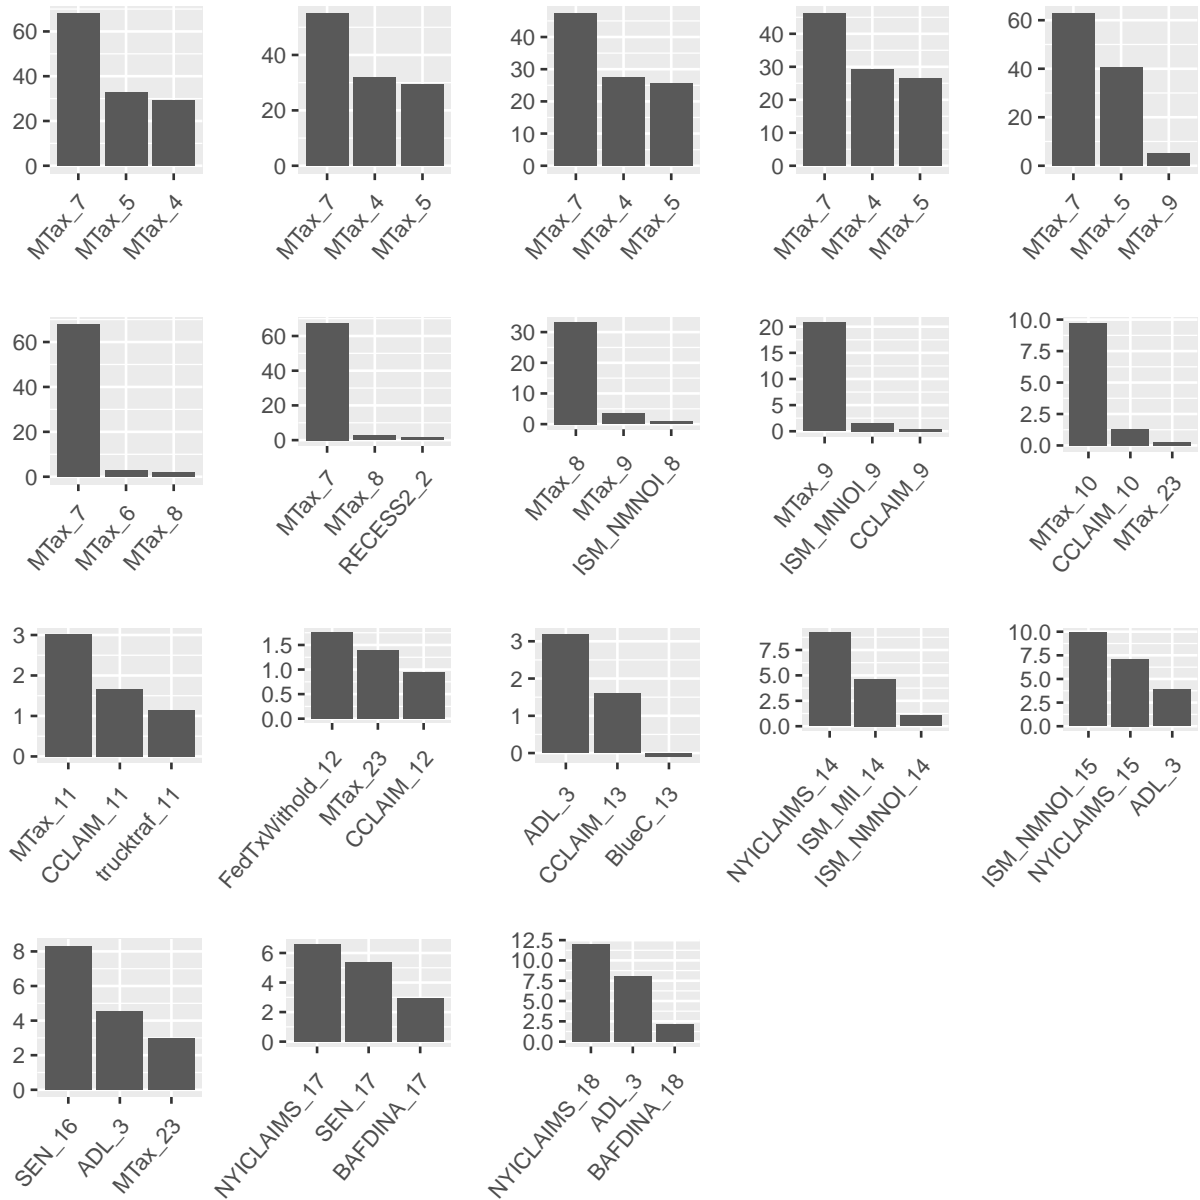 60
40
20
0
MTax_7
MTax_5
MTax_4
40
20
0
MTax_7
MTax_4
MTax_5
40
30
20
10
0
MTax_7
MTax_4
MTax_5
40
30
20
10
0
MTax_7
MTax_4
MTax_5
60
40
20
0
MTax_7
MTax_5
MTax_9
60
40
20
0
MTax_7
MTax_6
MTax_8
60
40
20
0
MTax_7
MTax_8
RECESS2_2
30
20
10
0
MTax_8
MTax_9
ISM_NMNOI_8
20
15
10
5
0
MTax_9
ISM_MNIOI_9
CCLAIM_9
10.0
7.5
5.0
2.5
0.0
MTax_10
CCLAIM_10
MTax_23
3
2
1
0
MTax_11
CCLAIM_11
trucktraf_11
1.5
1.0
0.5
0.0
FedTxWithold_12
MTax_23
CCLAIM_12
3
2
1
0
ADL_3
CCLAIM_13
BlueC_13
7.5
5.0
2.5
0.0
NYICLAIMS_14
ISM_MII_14
ISM_NMNOI_14
10.0
7.5
5.0
2.5
0.0
ISM_NMNOI_15
NYICLAIMS_15
ADL_3
8
6
4
2
0
SEN_16
ADL_3
MTax_23
6
4
2
0
NYICLAIMS_17
SEN_17
BAFDINA_17
12.5
10.0
7.5
5.0
2.5
0.0
NYICLAIMS_18
ADL_3
BAFDINA_18